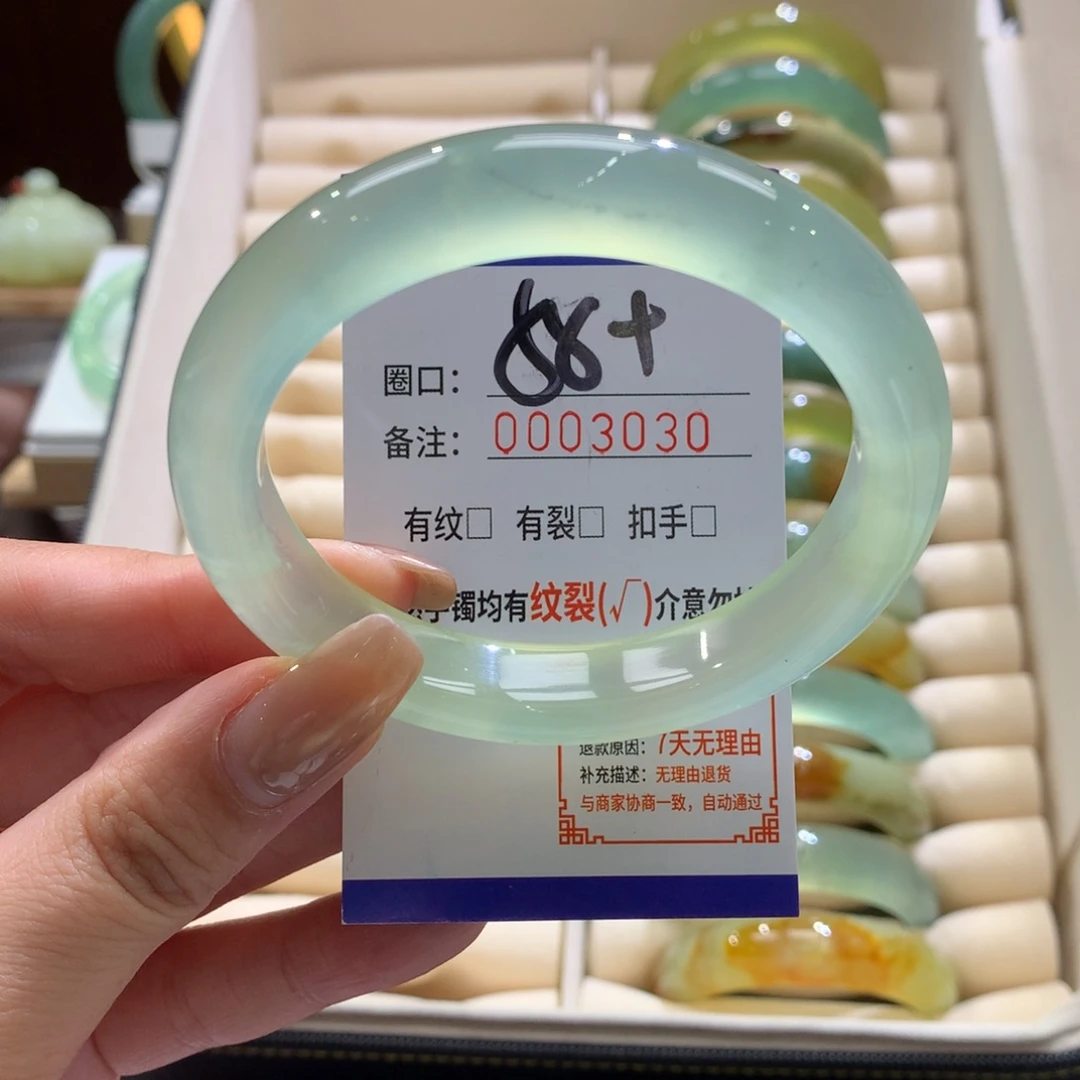 圈口： 56+
备注： 0003030
有纹□ 有裂□ 扣手□
手镯均有纹裂(√)介意勿
退款原因：7天无理由
补充描述：无理由退货
与商家协商一致，自动通过